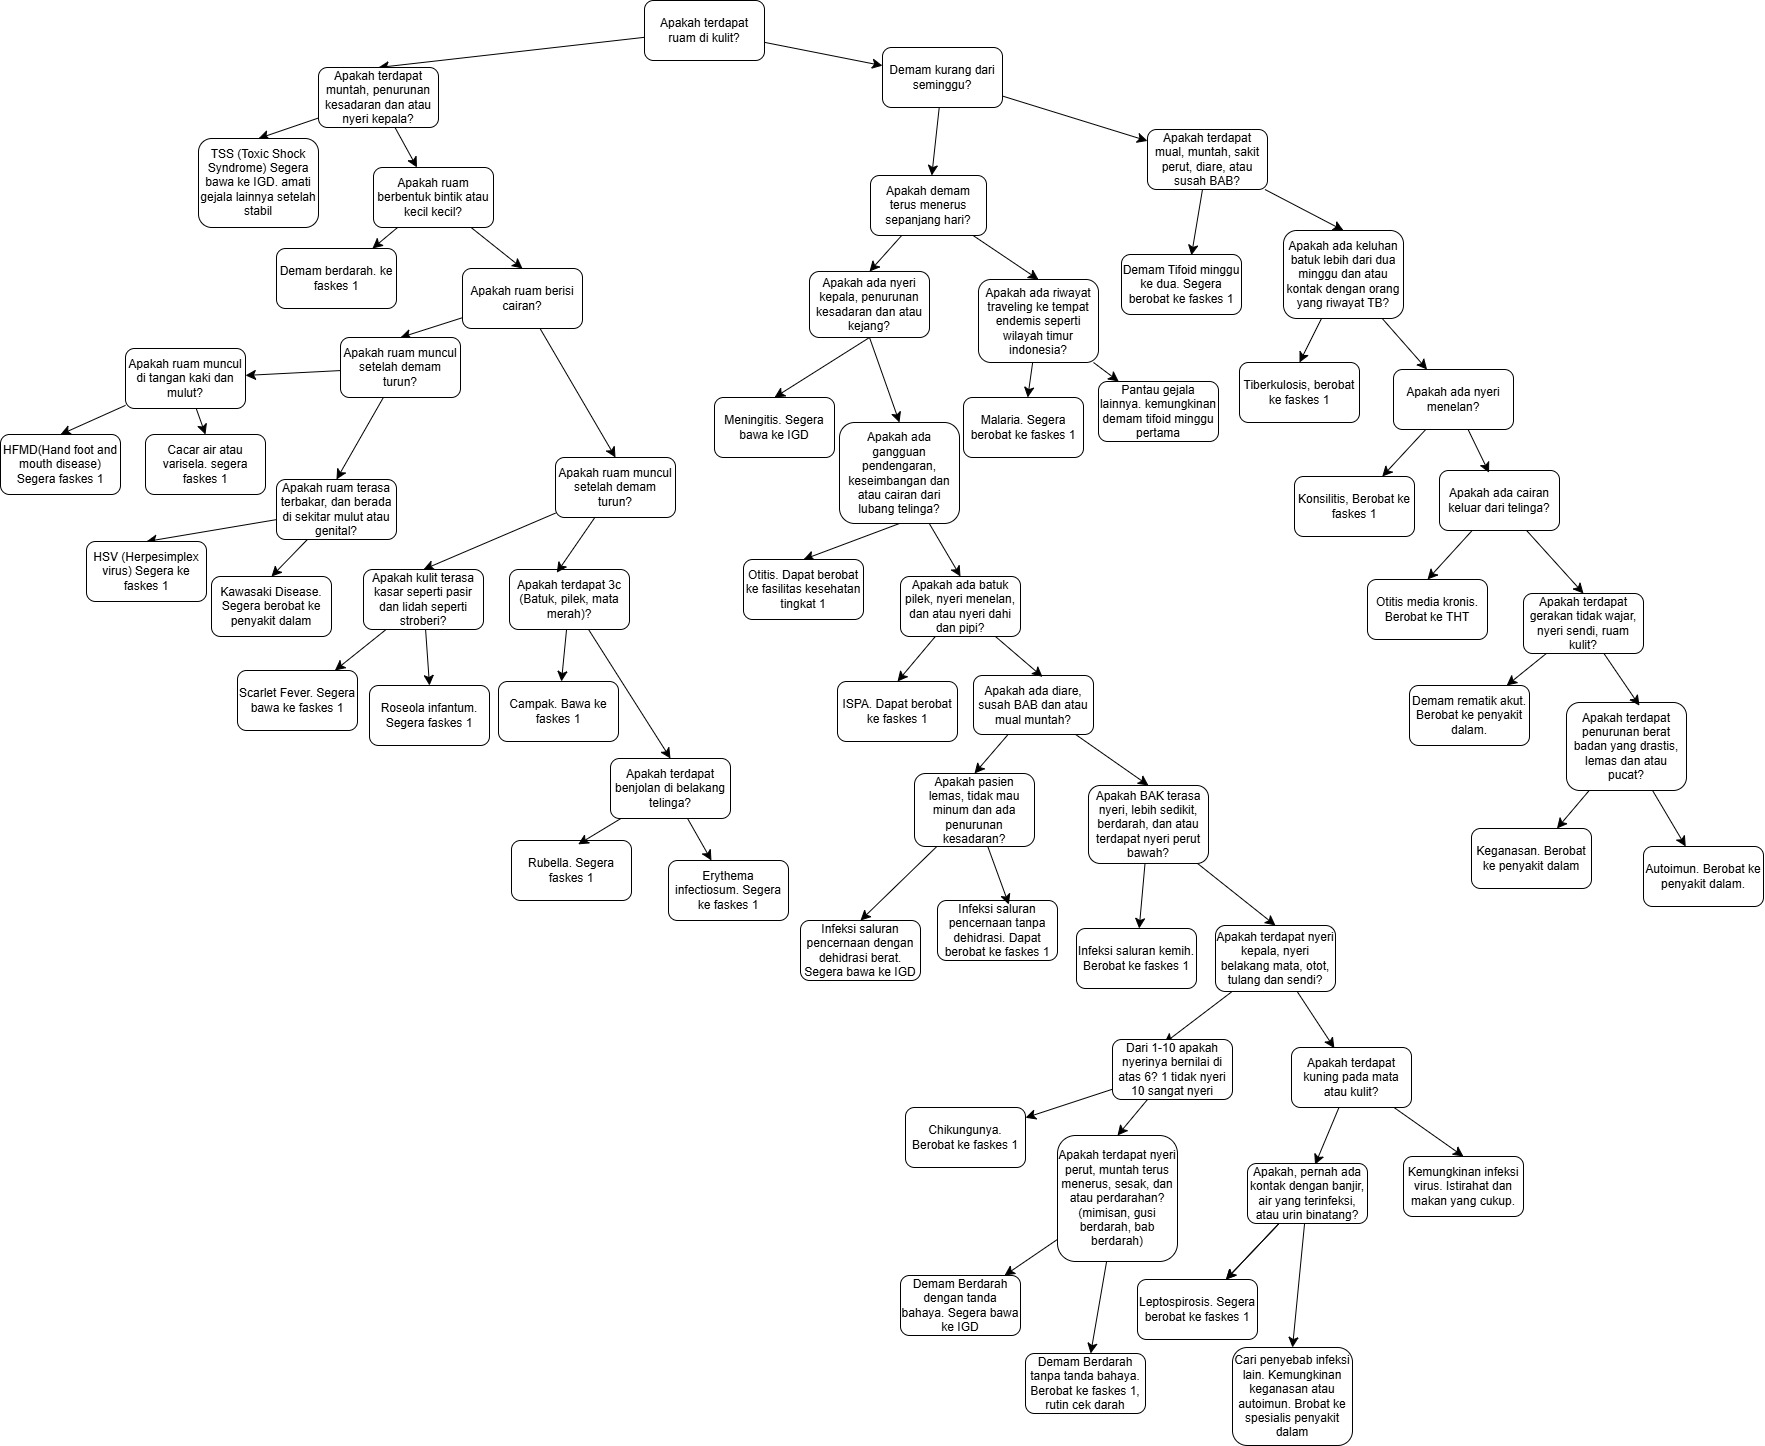 Apakah terdapat
ruam di kulit?
Apakah terdapat
muntah, penurunan
kesadaran dan atau
nyeri kepala?
Demam kurang dari
seminggu?
TSS (Toxic Shock
Syndrome) Segera
bawa ke IGD. amati
gejala lainnya setelah
stabil
Apakah ruam
berbentuk bintik atau
kecil kecil?
Demam berdarah. ke
faskes 1
Apakah ruam berisi
cairan?
Apakah ruam muncul
setelah demam
turun?
Apakah ruam muncul
di tangan kaki dan
mulut?
HFMD(Hand foot and
mouth disease)
Segera faskes 1
Cacar air atau
varisela. segera
faskes 1
Apakah ruam terasa
terbakar, dan berada
di sekitar mulut atau
genital?
HSV (Herpesimplex
virus) Segera ke
faskes 1
Kawasaki Disease.
Segera berobat ke
penyakit dalam
Apakah ruam muncul
setelah demam
turun?
Apakah kulit terasa
kasar seperti pasir
dan lidah seperti
stroberi?
Scarlet Fever. Segera
bawa ke faskes 1
Roseola infantum.
Segera faskes 1
Apakah terdapat 3c
(Batuk, pilek, mata
merah)?
Campak. Bawa ke
faskes 1
Apakah terdapat
benjolan di belakang
telinga?
Rubella. Segera
faskes 1
Erythema
infectiosum. Segera
ke faskes 1
Apakah demam
terus menerus
sepanjang hari?
Apakah ada nyeri
kepala, penurunan
kesadaran dan atau
kejang?
Meningitis. Segera
bawa ke IGD
Apakah ada
gangguan
pendengaran,
keseimbangan dan
atau cairan dari
lubang telinga?
Otitis. Dapat berobat
ke fasilitas kesehatan
tingkat 1
Apakah ada batuk
pilek, nyeri menelan,
dan atau nyeri dahi
dan pipi?
ISPA. Dapat berobat
ke faskes 1
Apakah ada diare,
susah BAB dan atau
mual muntah?
Apakah pasien
lemas, tidak mau
minum dan ada
penurunan
kesadaran?
Infeksi saluran
pencernaan dengan
dehidrasi berat.
Segera bawa ke IGD
Infeksi saluran
pencernaan tanpa
dehidrasi. Dapat
berobat ke faskes 1
Apakah BAK terasa
nyeri, lebih sedikit,
berdarah, dan atau
terdapat nyeri perut
bawah?
Infeksi saluran kemih.
Berobat ke faskes 1
Apakah terdapat nyeri
kepala, nyeri
belakang mata, otot,
tulang dan sendi?
Dari 1-10 apakah
nyerinya bernilai di
atas 6? 1 tidak nyeri
10 sangat nyeri
Chikungunya.
Berobat ke faskes 1
Apakah terdapat nyeri
perut, muntah terus
menerus, sesak, dan
atau perdarahan?
(mimisan, gusi
berdarah, bab
berdarah)
Demam Berdarah
dengan tanda
bahaya. Segera bawa
ke IGD
Demam Berdarah
tanpa tanda bahaya.
Berobat ke faskes 1,
rutin cek darah
Apakah terdapat
kuning pada mata
atau kulit?
Apakah, pernah ada
kontak dengan banjir,
air yang terinfeksi,
atau urin binatang?
Leptospirosis. Segera
berobat ke faskes 1
Cari penyebab infeksi
lain. Kemungkinan
keganasan atau
autoimun. Brobat ke
spesialis penyakit
dalam
Kemungkinan infeksi
virus. Istirahat dan
makan yang cukup.
Apakah ada riwayat
traveling ke tempat
endemis seperti
wilayah timur
indonesia?
Malaria. Segera
berobat ke faskes 1
Pantau gejala
lainnya. kemungkinan
demam tifoid minggu
pertama
Apakah terdapat
mual, muntah, sakit
perut, diare, atau
susah BAB?
Demam Tifoid minggu
ke dua. Segera
berobat ke faskes 1
Apakah ada keluhan
batuk lebih dari dua
minggu dan atau
kontak dengan orang
yang riwayat TB?
Tiberkulosis, berobat
ke faskes 1
Apakah ada nyeri
menelan?
Konsilitis, Berobat ke
faskes 1
Apakah ada cairan
keluar dari telinga?
Otitis media kronis.
Berobat ke THT
Apakah terdapat
gerakan tidak wajar,
nyeri sendi, ruam
kulit?
Demam rematik akut.
Berobat ke penyakit
dalam.
Apakah terdapat
penurunan berat
badan yang drastis,
lemas dan atau
pucat?
Keganasan. Berobat
ke penyakit dalam
Autoimun. Berobat ke
penyakit dalam.